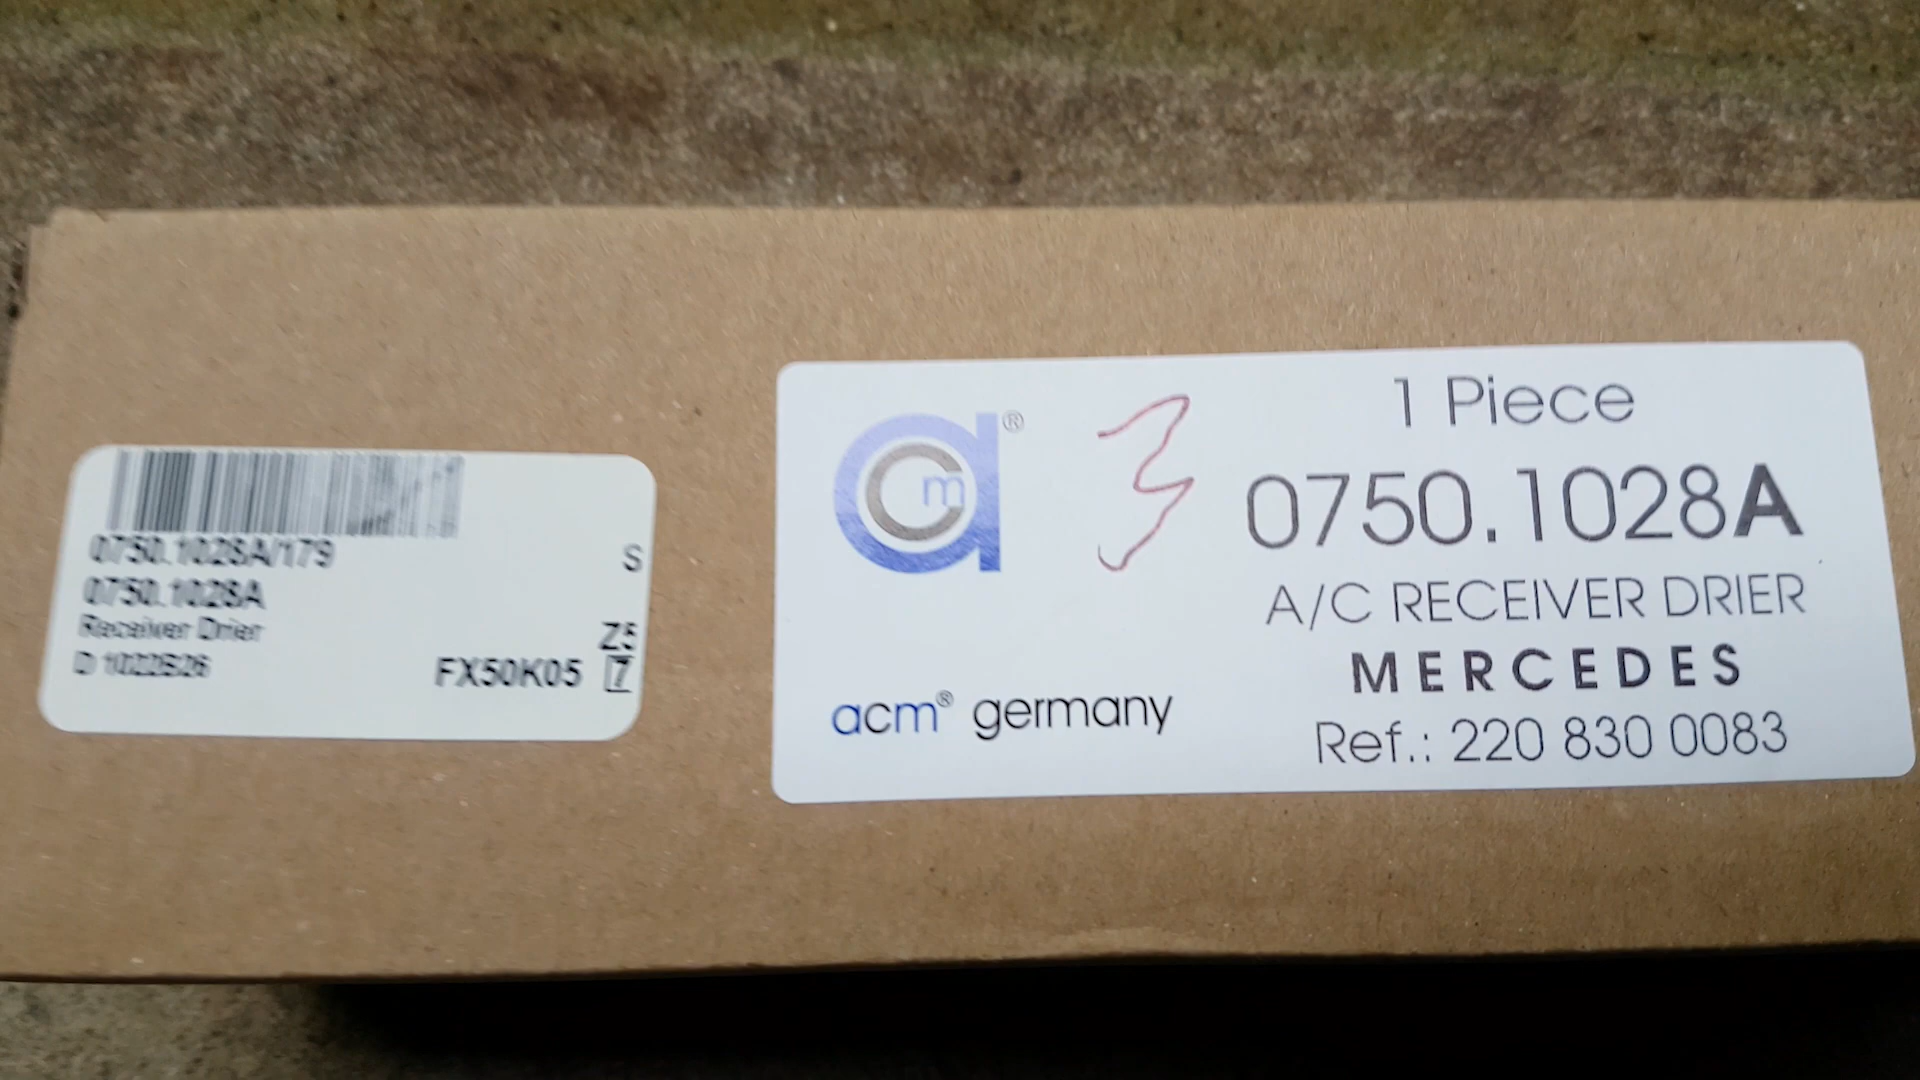 0750.1028A/179
S
0750.1028A
Receiver Drier
Z5
FX50K05
7
acm®
3
1 Piece
0750.1028A
A/C RECEIVER DRIER
MERCEDES
Ref.: 220 830 0083
acm® germany